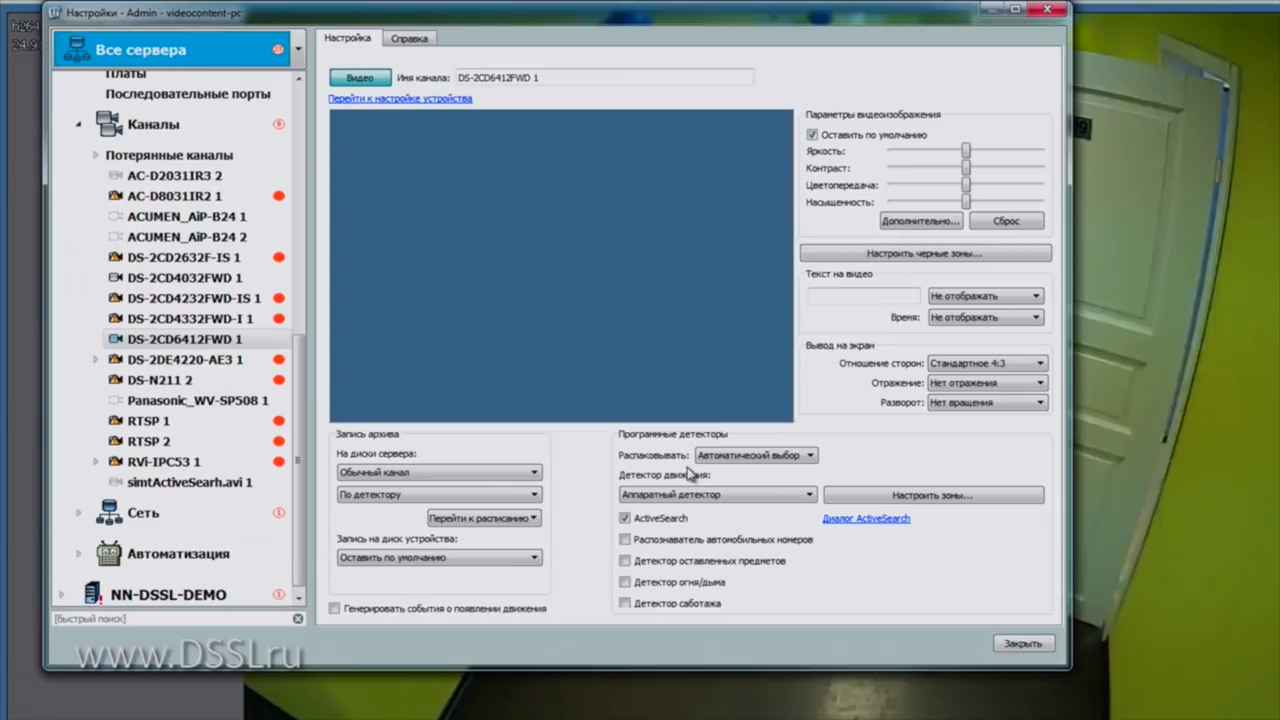 h264
24.9
Настройки - Admin - videocontent-pc
Все сервера
Платы
Последовательные порты
Каналы
Потерянные каналы
AC-D2031IR3 2
AC-D8031IR2 1
ACUMEN_AiP-B24 1
ACUMEN_AiP-B24 2
DS-2CD2632F-IS 1
DS-2CD4032FWD 1
DS-2CD4232FWD-IS 1
DS-2CD4332FWD-I 1
DS-2CD6412FWD 1
DS-2DE4220-AE3 1
DS-N211 2
Panasonic_WV-SP508 1
RTSP 1
RTSP 2
RVi-IPC53 1
simtActiveSearh.avi 1
Сеть
1
Автоматизация
NN-DSSL-DEMO
1
[быстрый поиск]
Настройка
Справка
Видео
Имя канала:
DS-2CD6412FWD 1
Перейти к настройке устройства
Параметры видеоизображения
Оставить по умолчанию
Яркость:
Контраст:
Цветопередача:
Насыщенность:
Дополнительно...
Сброс
Настроить черные зоны...
Текст на видео
Не отображать
Время:
Не отображать
Вывод на экран
Отношение сторон:
Стандартное 4:3
Отражение:
Нет отражения
Разворот:
Нет вращения
Запись архива
На диски сервера:
Обычный канал
По детектору
Перейти к расписанию
Запись на диск устройства:
Оставить по умолчанию
Генерировать события о появлении движения
Программные детекторы
Распаковывать:
Автоматический выбор
Детектор движения:
Аппаратный детектор
Настроить зоны...
ActiveSearch
Диалог ActiveSearch
Распознаватель автомобильных номеров
Детектор оставленных предметов
Детектор огня/дыма
Детектор саботажа
Закрыть
www.DSSL.ru